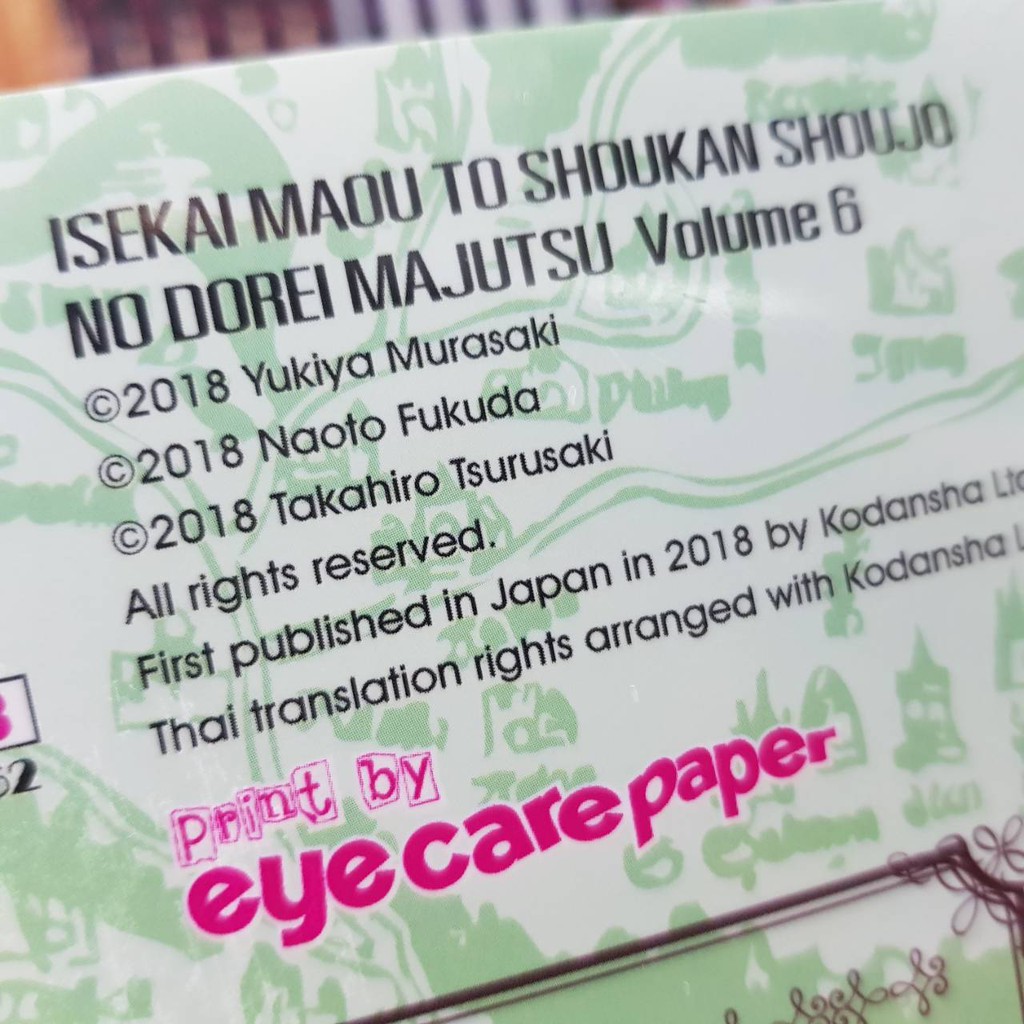 ISEKAI MAOU TO SHOUKAN SHOUJO
NO DOREI MAJUTSU Volume 6
©2018 Yukiya Murasaki
©2018 Naoto Fukuda
©2018 Takahiro Tsurusaki
All rights reserved.
First published in Japan in 2018 by Kodansha Ltd
Thai translation rights arranged with Kodansha L
print by
eyecarepaper